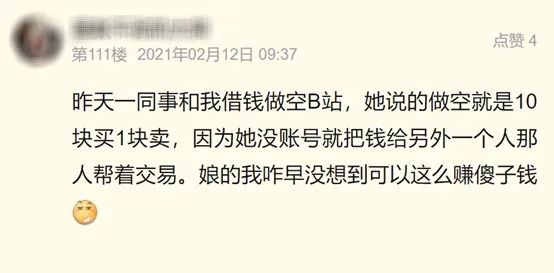 第111楼 2021年02月12日 09:37
点赞 4
昨天一同事和我借钱做空B站，她说的做空就是10
块买1块卖，因为她没账号就把钱给另外一个人那
人帮着交易。娘的我咋早没想到可以这么赚傻子钱